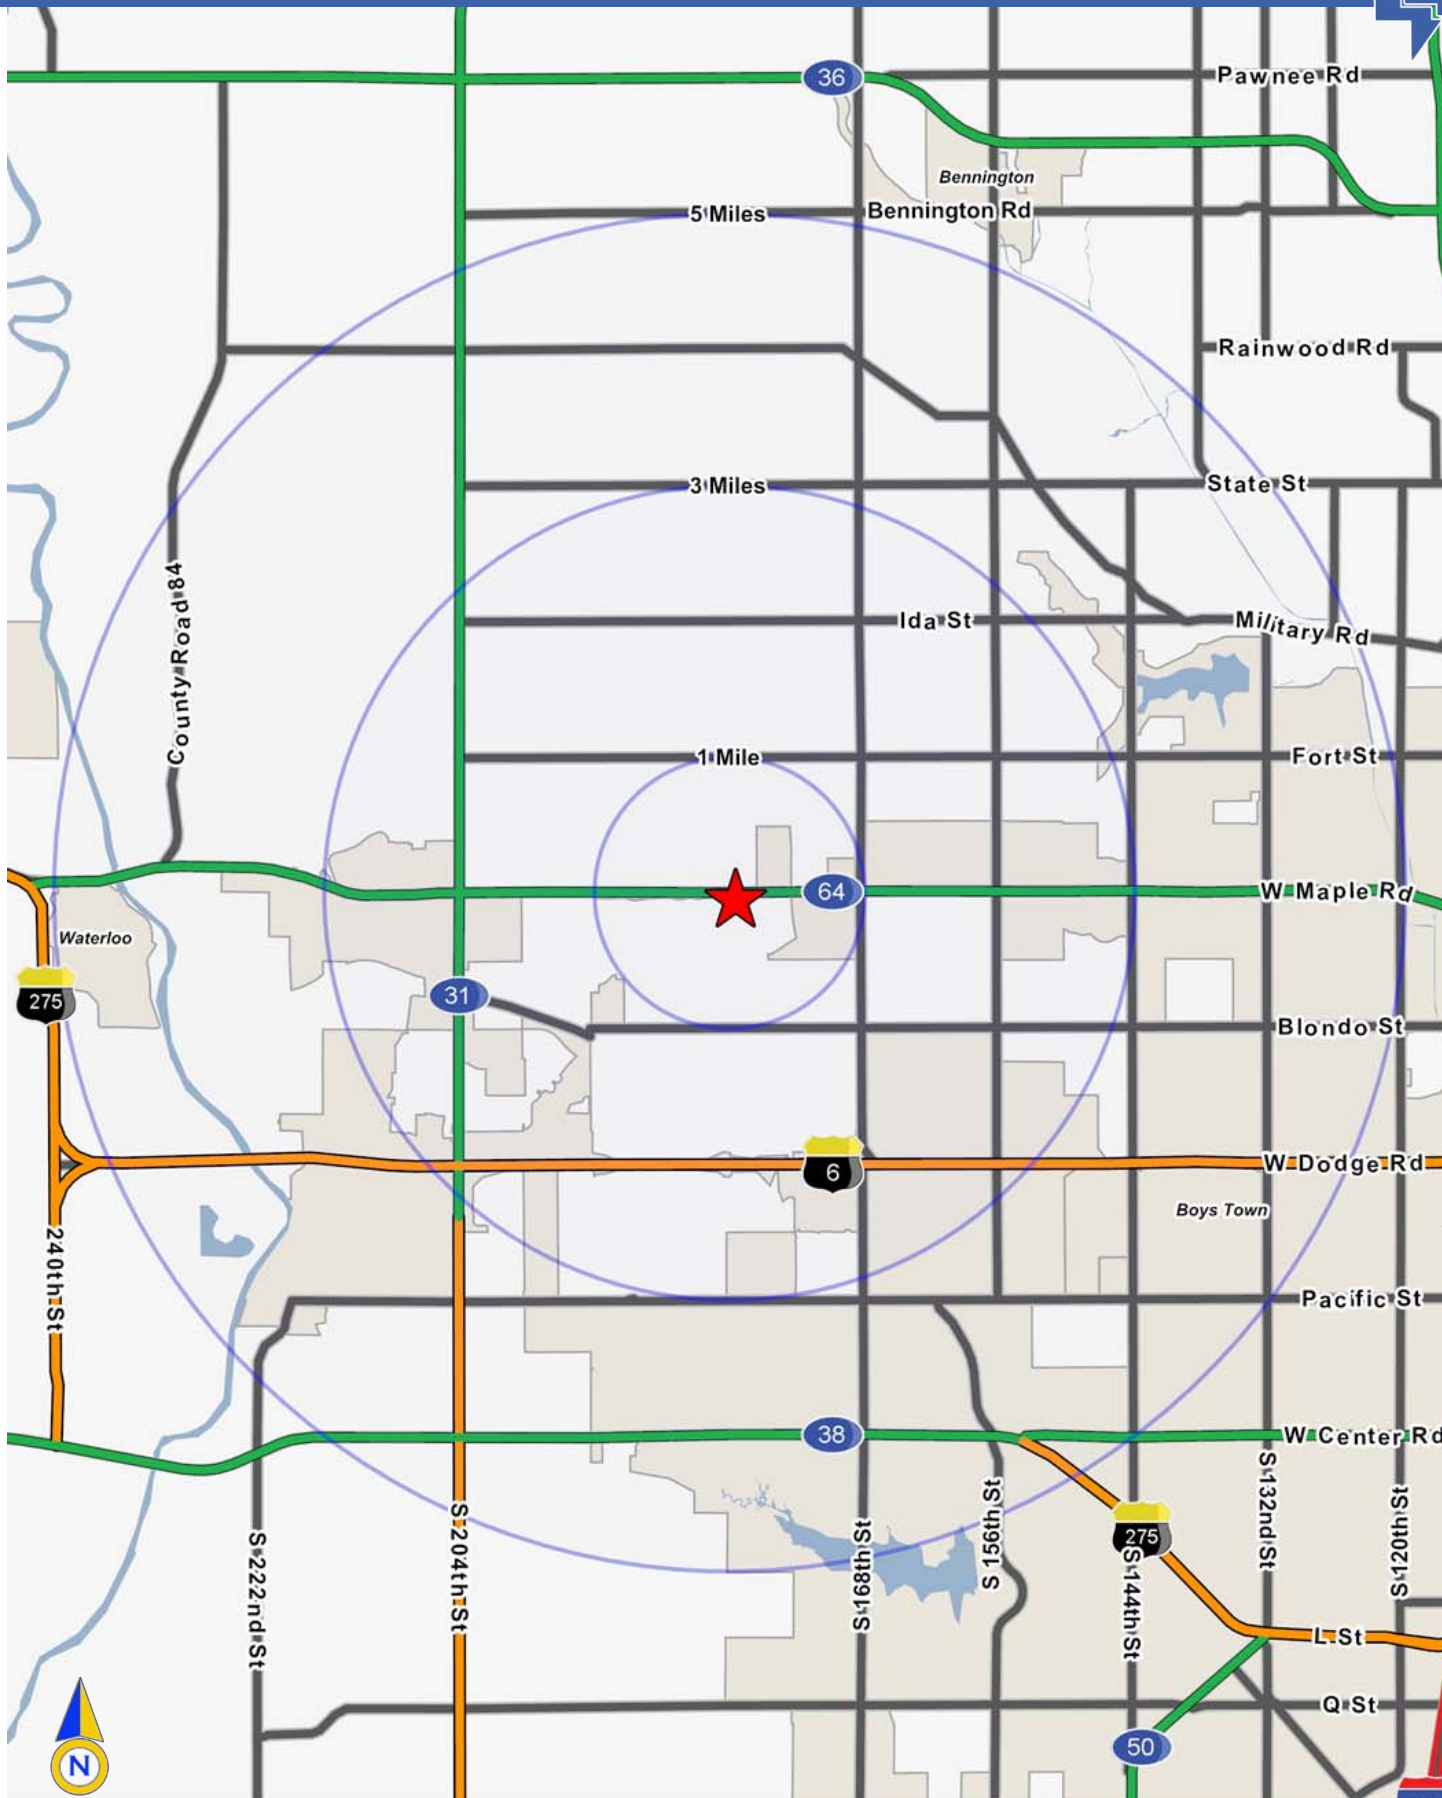 36
Pawnee Rd
Bennington
5 Miles
Bennington Rd
Rainwood Rd
3 Miles
State St
County Road 84
Ida St
Military Rd
1 Mile
Fort St
64
W Maple Rd
Waterloo
275
31
Blondo St
6
W Dodge Rd
Boys Town
240th St
Pacific St
38
W Center Rd
S 222nd St
S 204th St
S 168th St
S 156th St
275
S 144th St
S 132nd St
S 120th St
L St
Q St
50
N